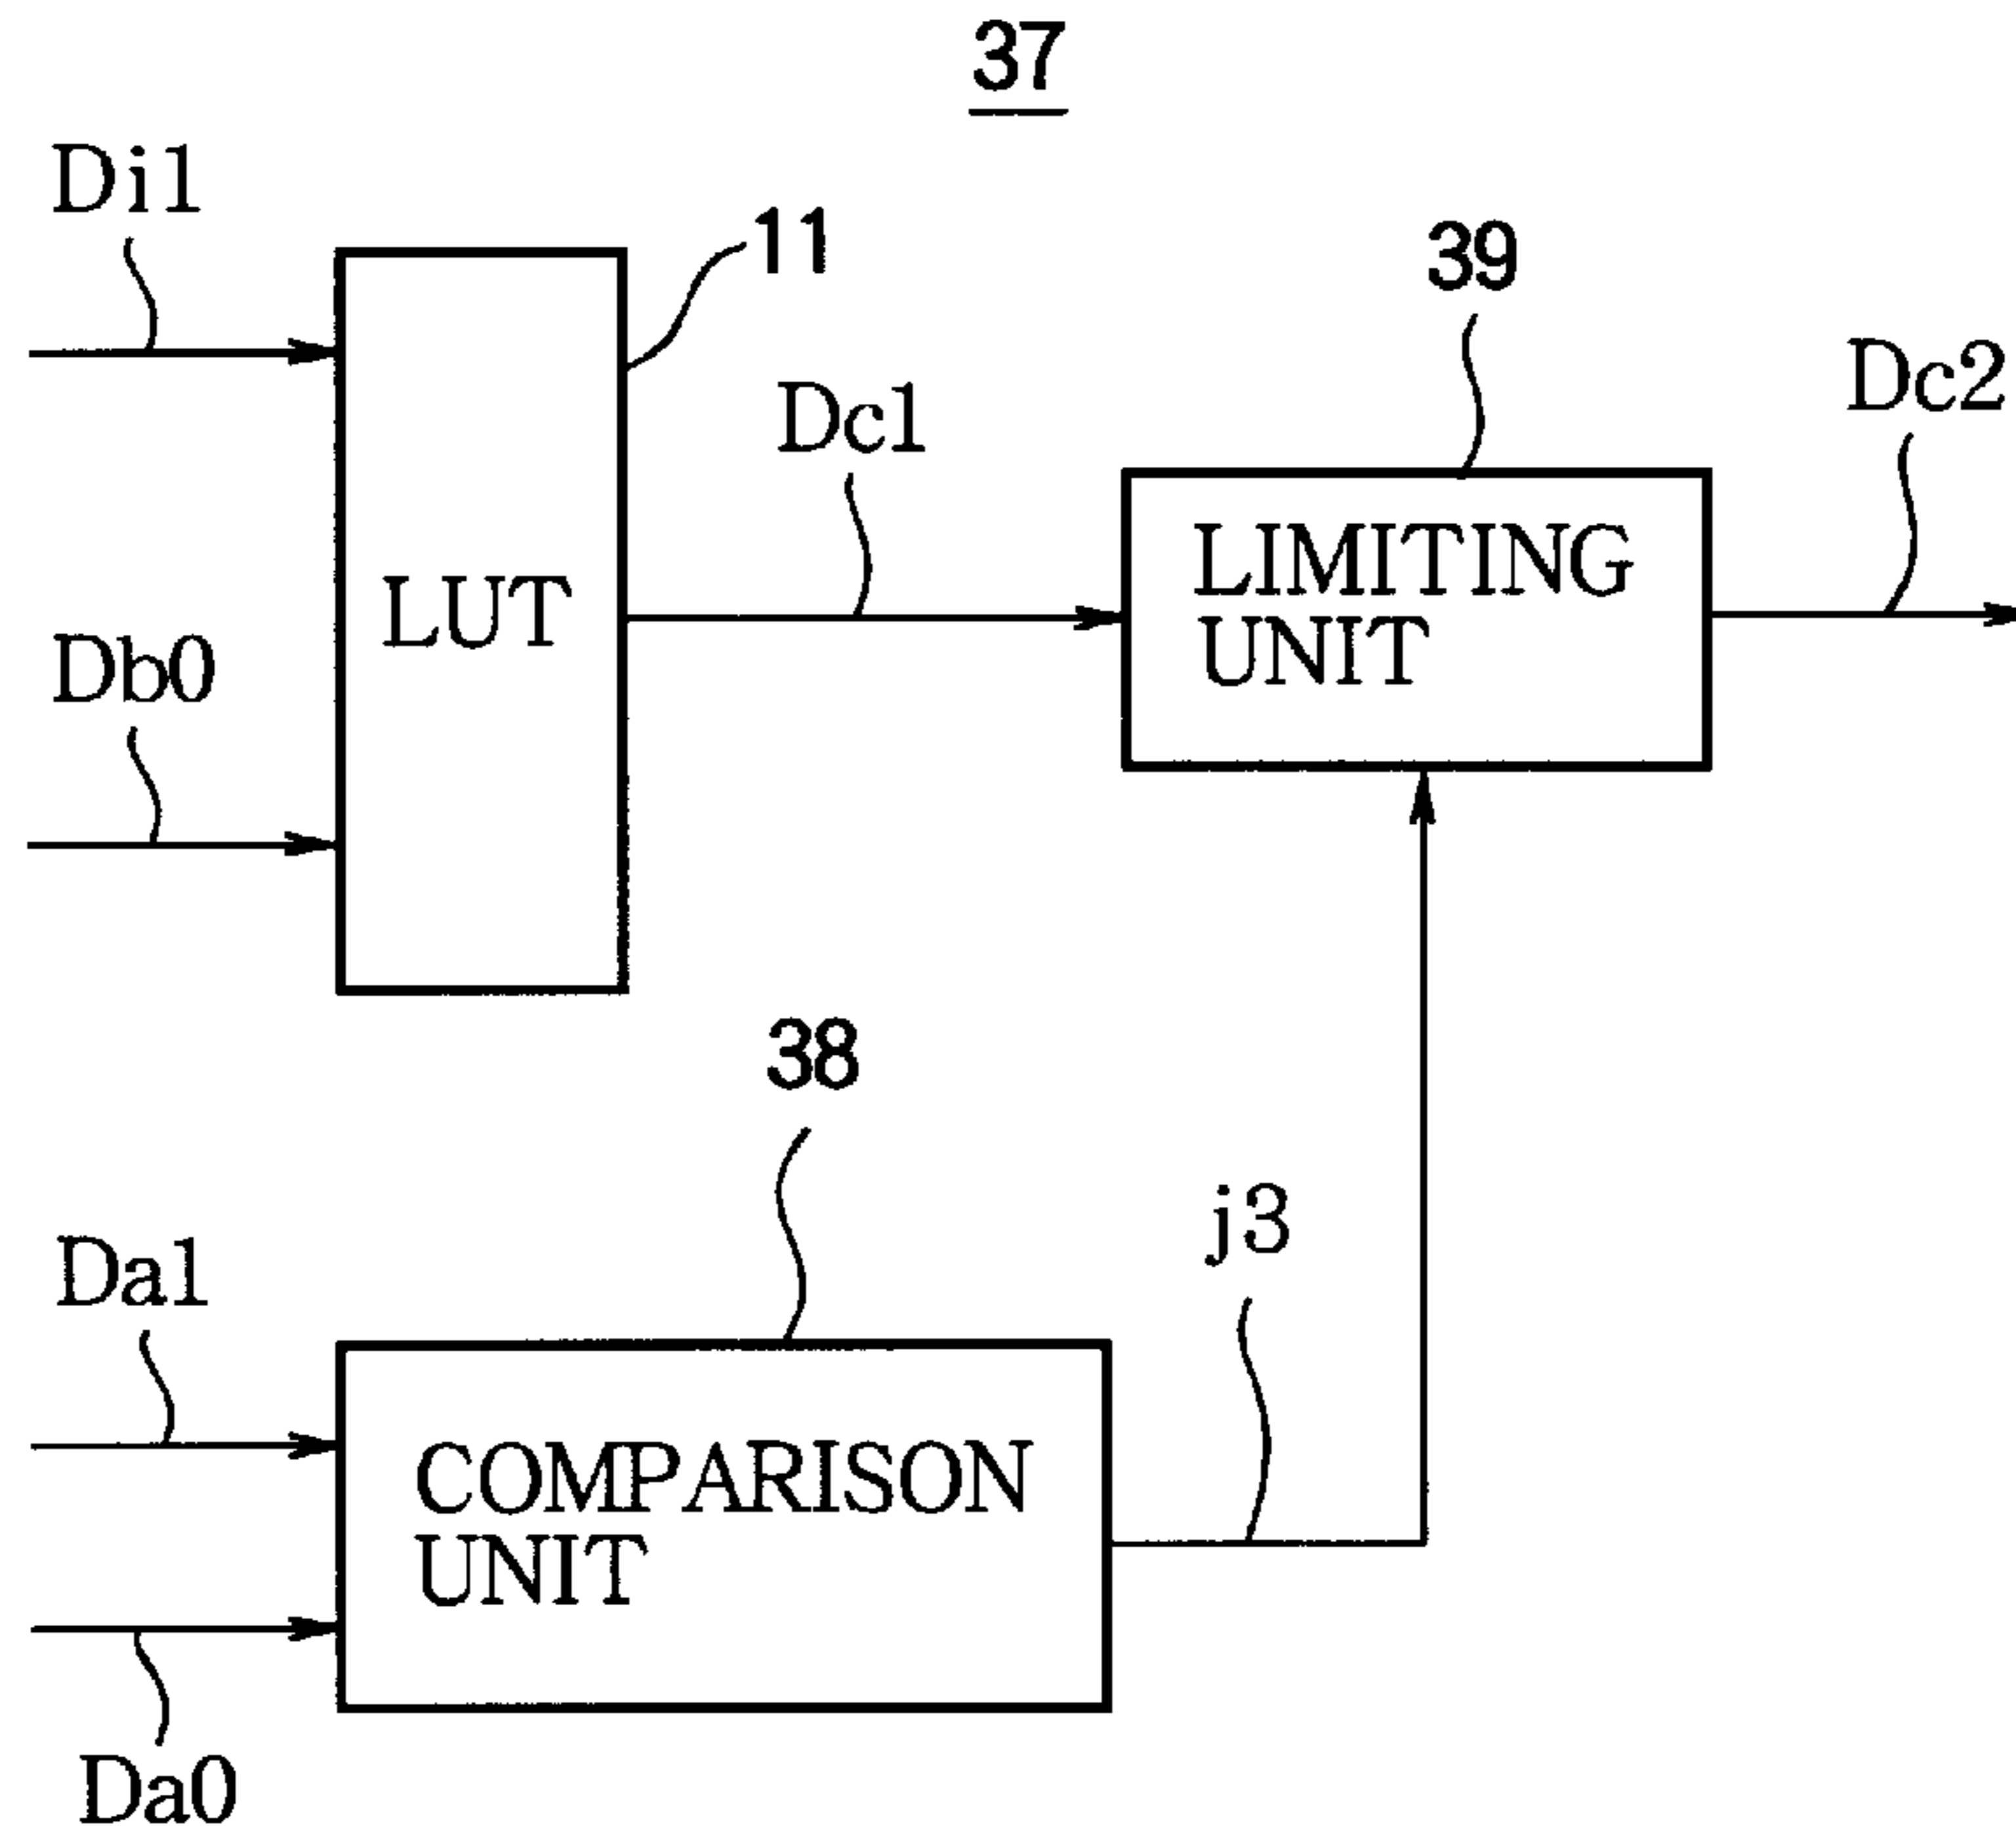 37
Di1
11
39
Dc1
Dc2
LUT
LIMITING
UNIT
Db0
38
Da1
j3
COMPARISON
UNIT
Da0